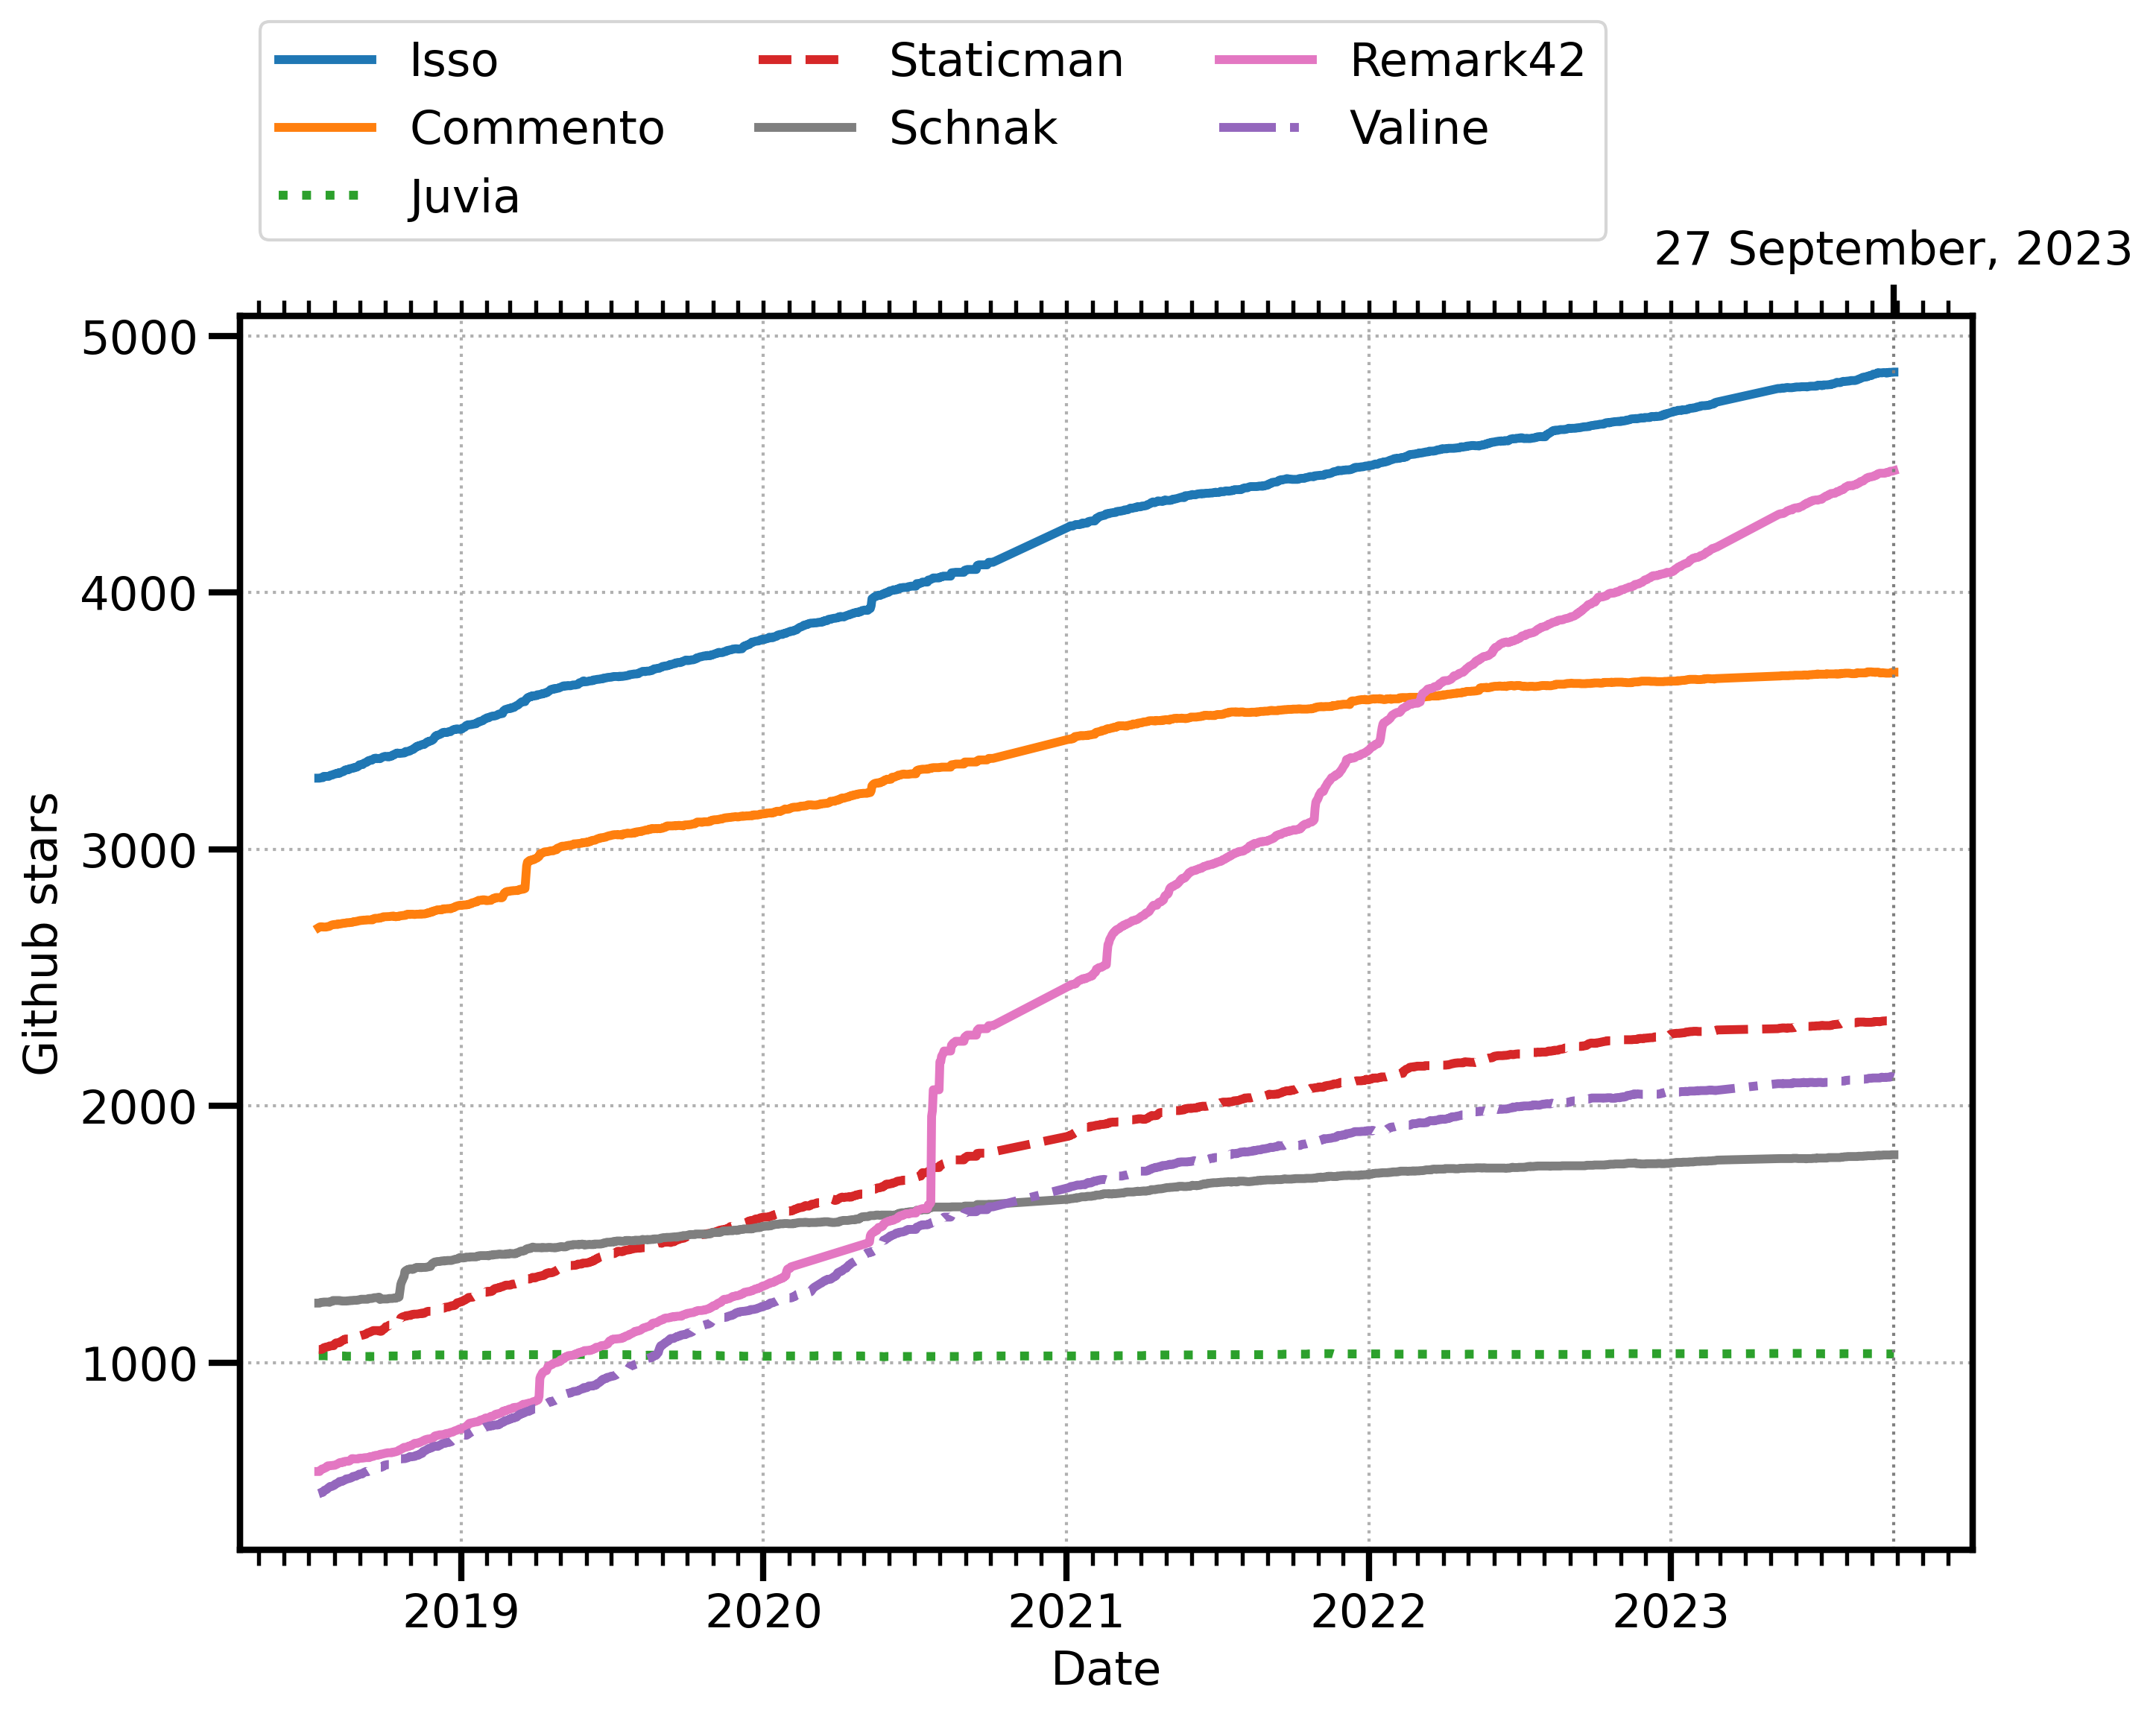 Isso
Commento
Juvia
Staticman
Schnak
Remark42
Valine
27 September, 2023
5000
4000
3000
2000
1000
Github stars
2019 2020 2021 2022 2023
Date